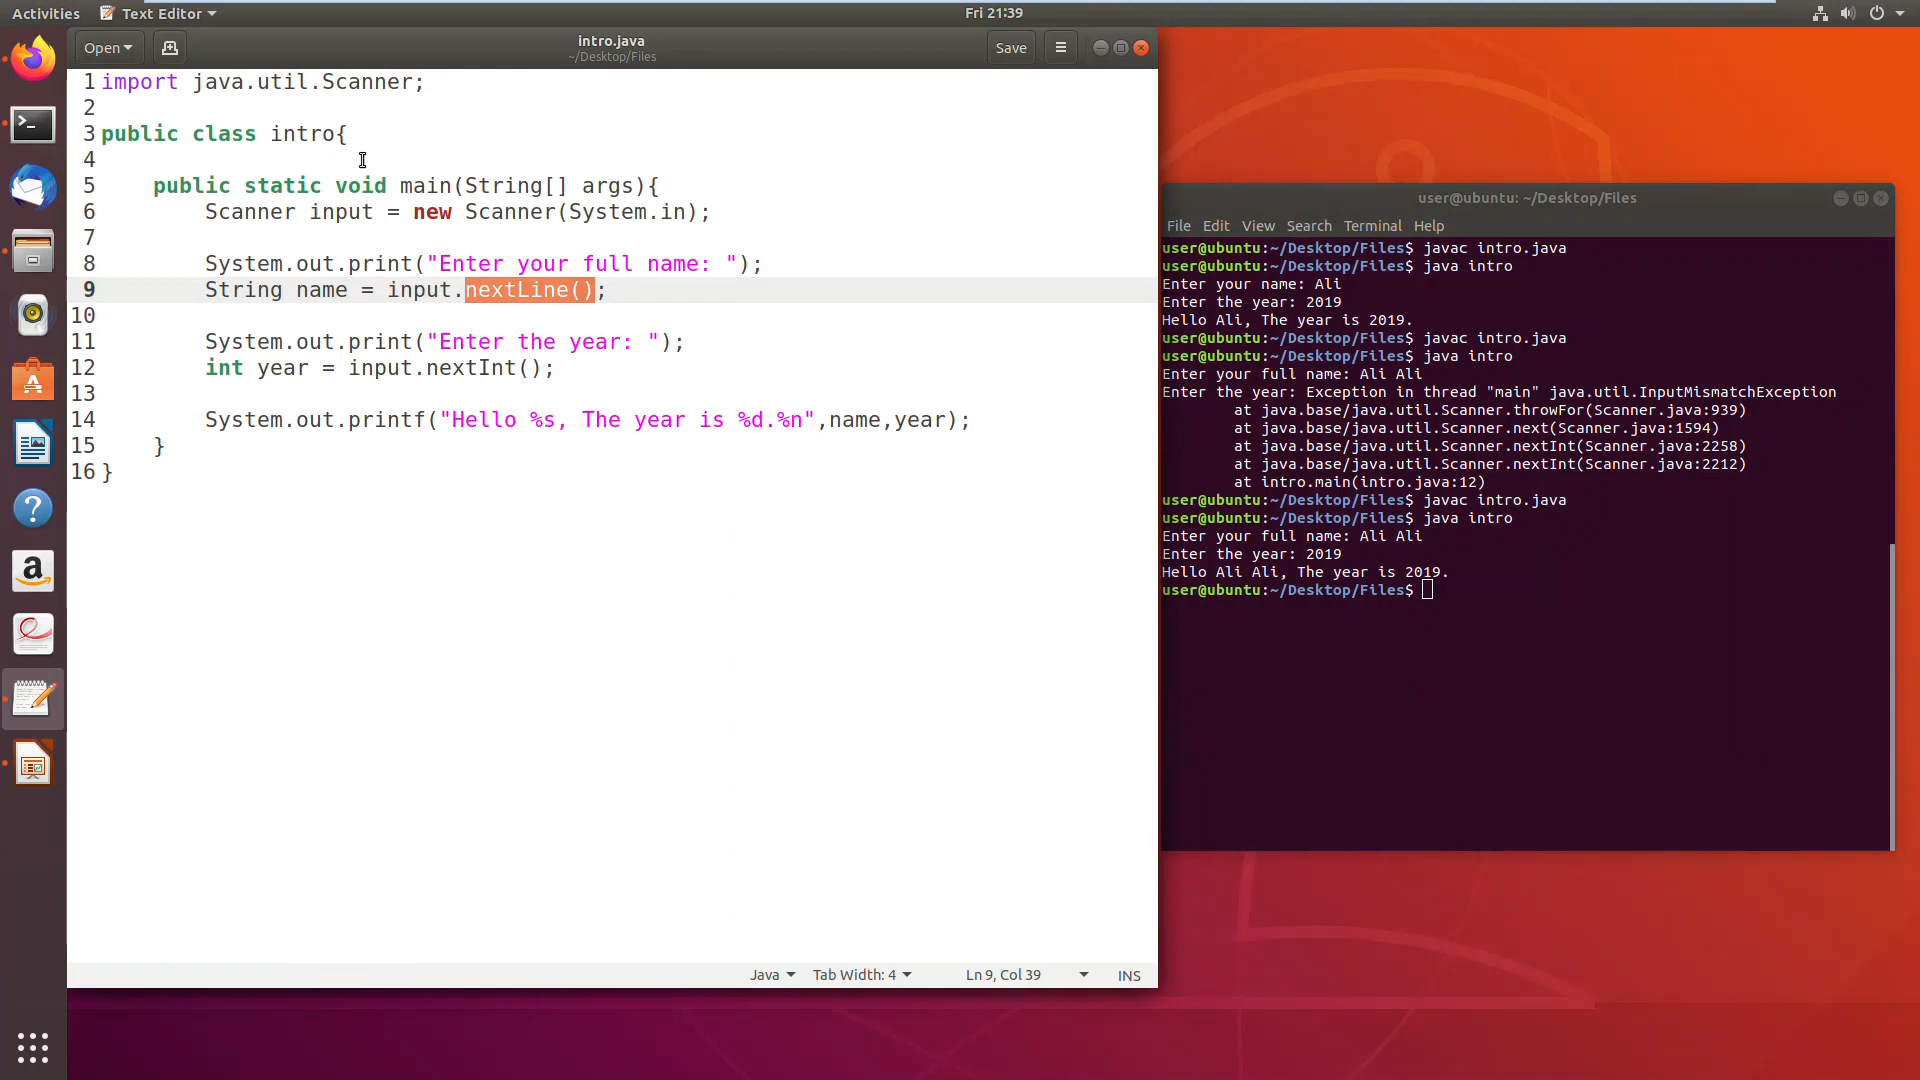 Activities Text Editor Fri 21:39
Open intro.java Save
~/Desktop/Files
1 import java.util.Scanner;
2
3 public class intro{
4
5 public static void main(String[] args){
6 Scanner input = new Scanner(System.in);
7
8 System.out.print("Enter your full name: ");
9 String name = input.nextLine();
10
11 System.out.print("Enter the year: ");
12 int year = input.nextInt();
13
14 System.out.printf("Hello %s, The year is %d.%n",name,year);
15 }
16 }
Java Tab Width: 4 Ln 9, Col 39 INS
user@ubuntu: ~/Desktop/Files
File Edit View Search Terminal Help
user@ubuntu:~/Desktop/Files$ javac intro.java
user@ubuntu:~/Desktop/Files$ java intro
Enter your name: Ali
Enter the year: 2019
Hello Ali, The year is 2019.
user@ubuntu:~/Desktop/Files$ javac intro.java
user@ubuntu:~/Desktop/Files$ java intro
Enter your full name: Ali Ali
Enter the year: Exception in thread "main" java.util.InputMismatchException
at java.base/java.util.Scanner.throwFor(Scanner.java:939)
at java.base/java.util.Scanner.next(Scanner.java:1594)
at java.base/java.util.Scanner.nextInt(Scanner.java:2258)
at java.base/java.util.Scanner.nextInt(Scanner.java:2212)
at intro.main(intro.java:12)
user@ubuntu:~/Desktop/Files$ javac intro.java
user@ubuntu:~/Desktop/Files$ java intro
Enter your full name: Ali Ali
Enter the year: 2019
Hello Ali Ali, The year is 2019.
user@ubuntu:~/Desktop/Files$